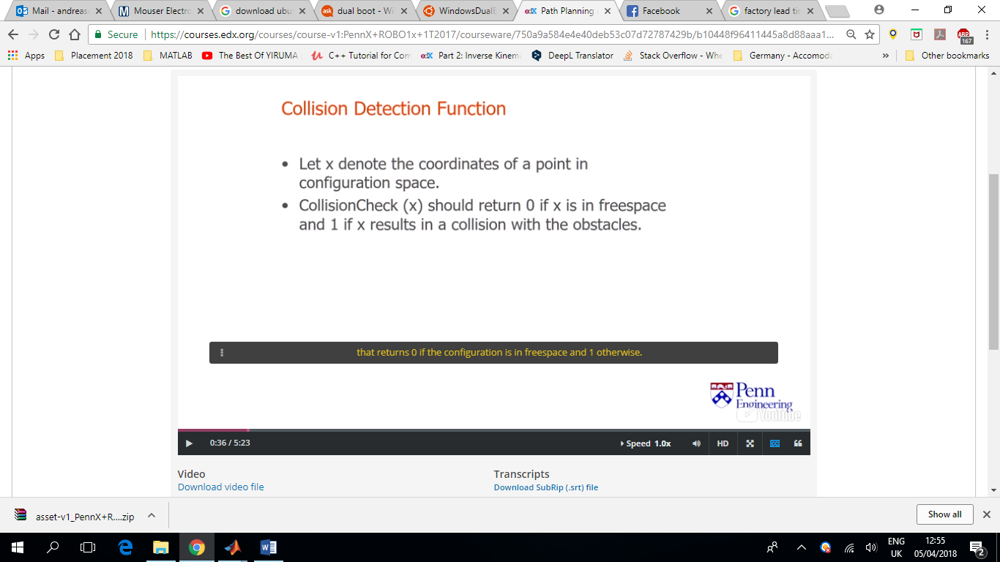 Mail - andreas
Mouser Electro
download ubu
dual boot - Wi
WindowsDualB
Path Planning
Facebook
factory lead tim
Secure
https://courses.edx.org/courses/course-v1:PennX+ROBO1x+1T2017/courseware/750a9a584e4e40deb53c07d72787429b/b10448f96411445a8d88aaa1...
ABP
167
Apps
Placement 2018
MATLAB
The Best Of YIRUMA
C++ Tutorial for Com
Part 2: Inverse Kinem
DeepL Translator
Stack Overflow - Whe
Germany - Accomoda
»
Other bookmarks
Collision Detection Function
• Let x denote the coordinates of a point in
configuration space.
• CollisionCheck (x) should return 0 if x is in freespace
and 1 if x results in a collision with the obstacles.
that returns 0 if the configuration is in freespace and 1 otherwise.
Penn
Engineering
YouTube
0:36 / 5:23
Speed 1.0x
HD
CC
Video
Transcripts
Download video file
Download SubRip (.srt) file
asset-v1_PennX+R....zip
Show all
ENG
UK
12:55
05/04/2018
2